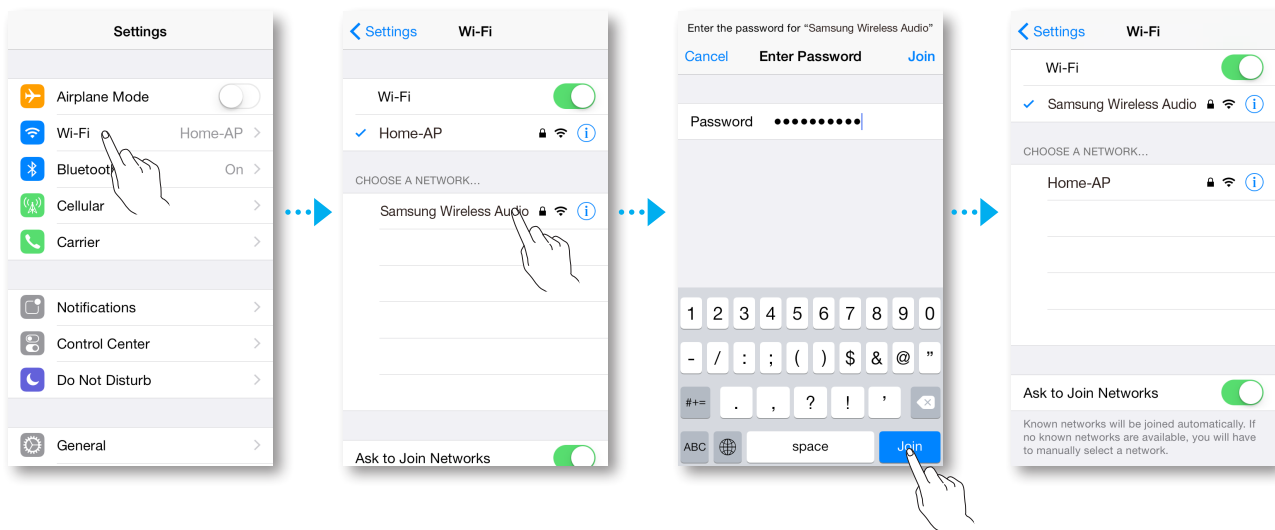 Settings
Airplane Mode
Wi-Fi Home-AP
Bluetoot On
Cellular
Carrier
Notifications
Control Center
Do Not Disturb
General
Settings Wi-Fi
Wi-Fi
Home-AP
CHOOSE A NETWORK...
Samsung Wireless Audio
Ask to Join Networks
Enter the password for “Samsung Wireless Audio”
Cancel Enter Password Join
Password ••••••••••
1 2 3 4 5 6 7 8 9 0
- / : ; ( ) $ & @ ”
#+= . , ? ! ’
ABC space Join
Settings Wi-Fi
Wi-Fi
Samsung Wireless Audio
CHOOSE A NETWORK...
Home-AP
Ask to Join Networks
Known networks will be joined automatically. If
no known networks are available, you will have
to manually select a network.